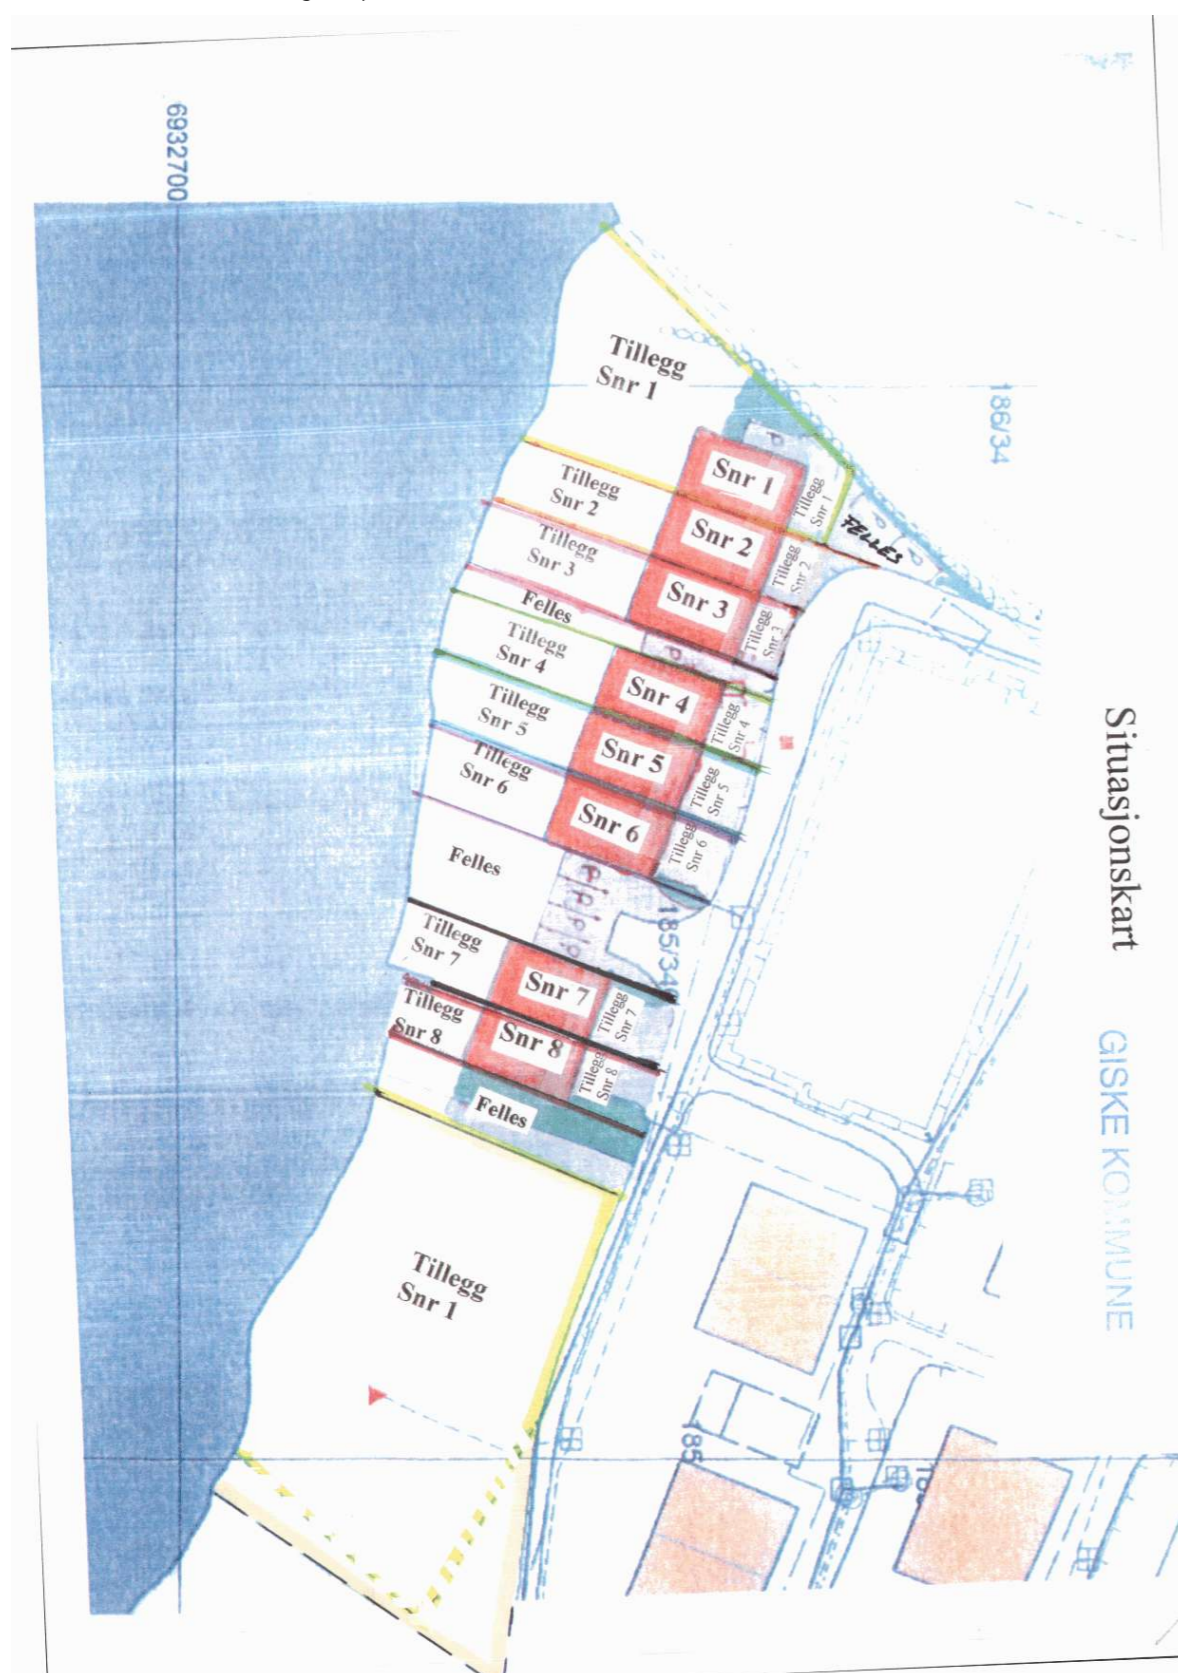 Situasjonskart
GISKE KOMMUNE
6932700
186/34
Tillegg
Snr 1
Snr 1
Tillegg
Snr 1
P
FELLES
Tillegg
Snr 2
Snr 2
Tillegg
Snr 2
Tillegg
Snr 3
Snr 3
Tillegg
Snr 3
Felles
P
Tillegg
Snr 4
Snr 4
Tillegg
Snr 4
Tillegg
Snr 5
Snr 5
Tillegg
Snr 5
Tillegg
Snr 6
Snr 6
Tillegg
Snr 6
Felles
P P P P
185/34
Tillegg
Snr 7
Snr 7
Tillegg
Snr 7
Tillegg
Snr 8
Snr 8
Tillegg
Snr 8
Felles
Tillegg
Snr 1
185